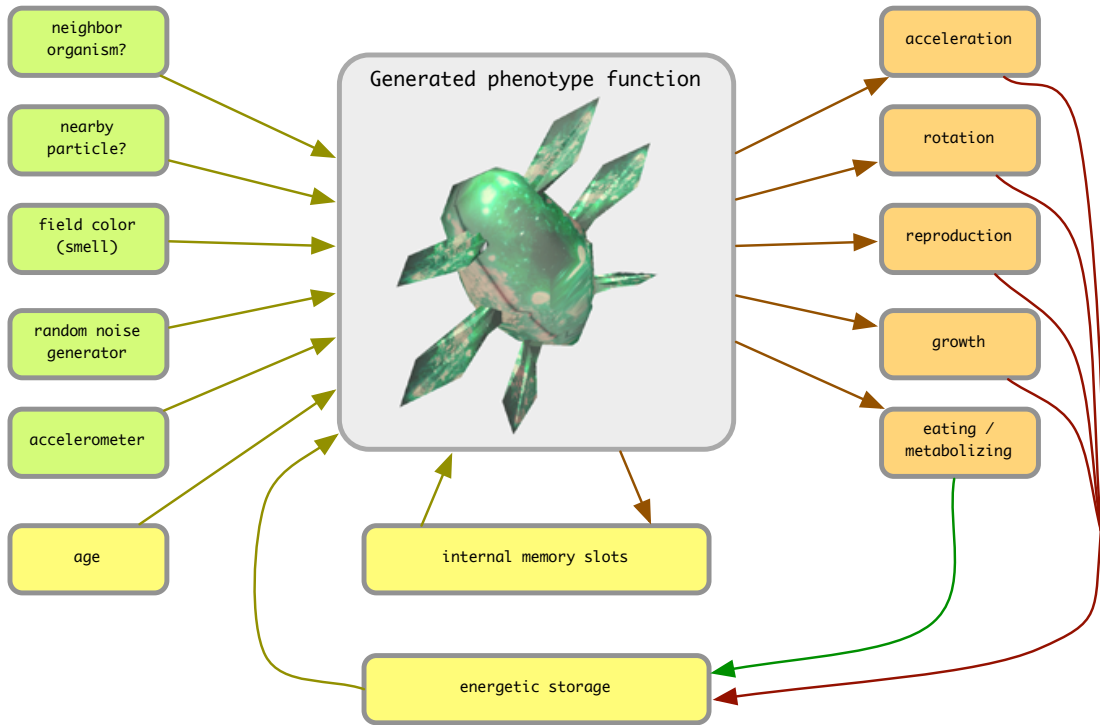 neighbor
organism?
nearby
particle?
field color
(smell)
random noise
generator
accelerometer
age
Generated phenotype function
internal memory slots
energetic storage
acceleration
rotation
reproduction
growth
eating /
metabolizing